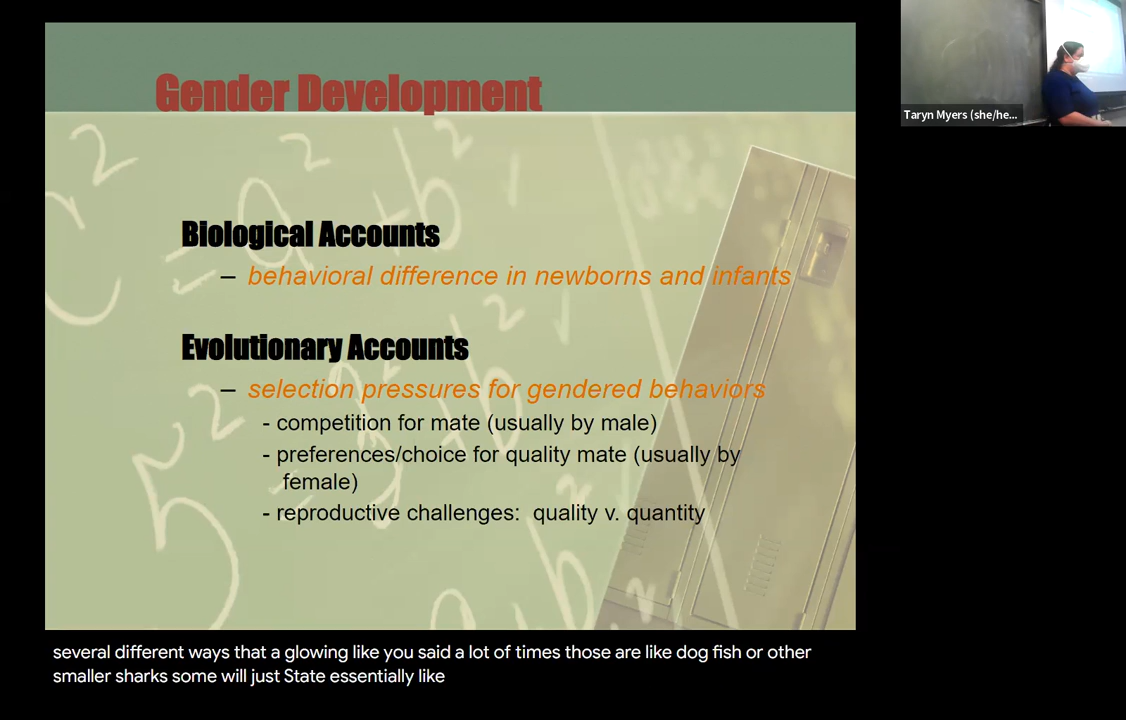 Gender Development
Biological Accounts
– behavioral difference in newborns and infants
Evolutionary Accounts
– selection pressures for gendered behaviors
- competition for mate (usually by male)
- preferences/choice for quality mate (usually by
female)
- reproductive challenges: quality v. quantity
Taryn Myers (she/he...
several different ways that a glowing like you said a lot of times those are like dog fish or other
smaller sharks some will just State essentially like